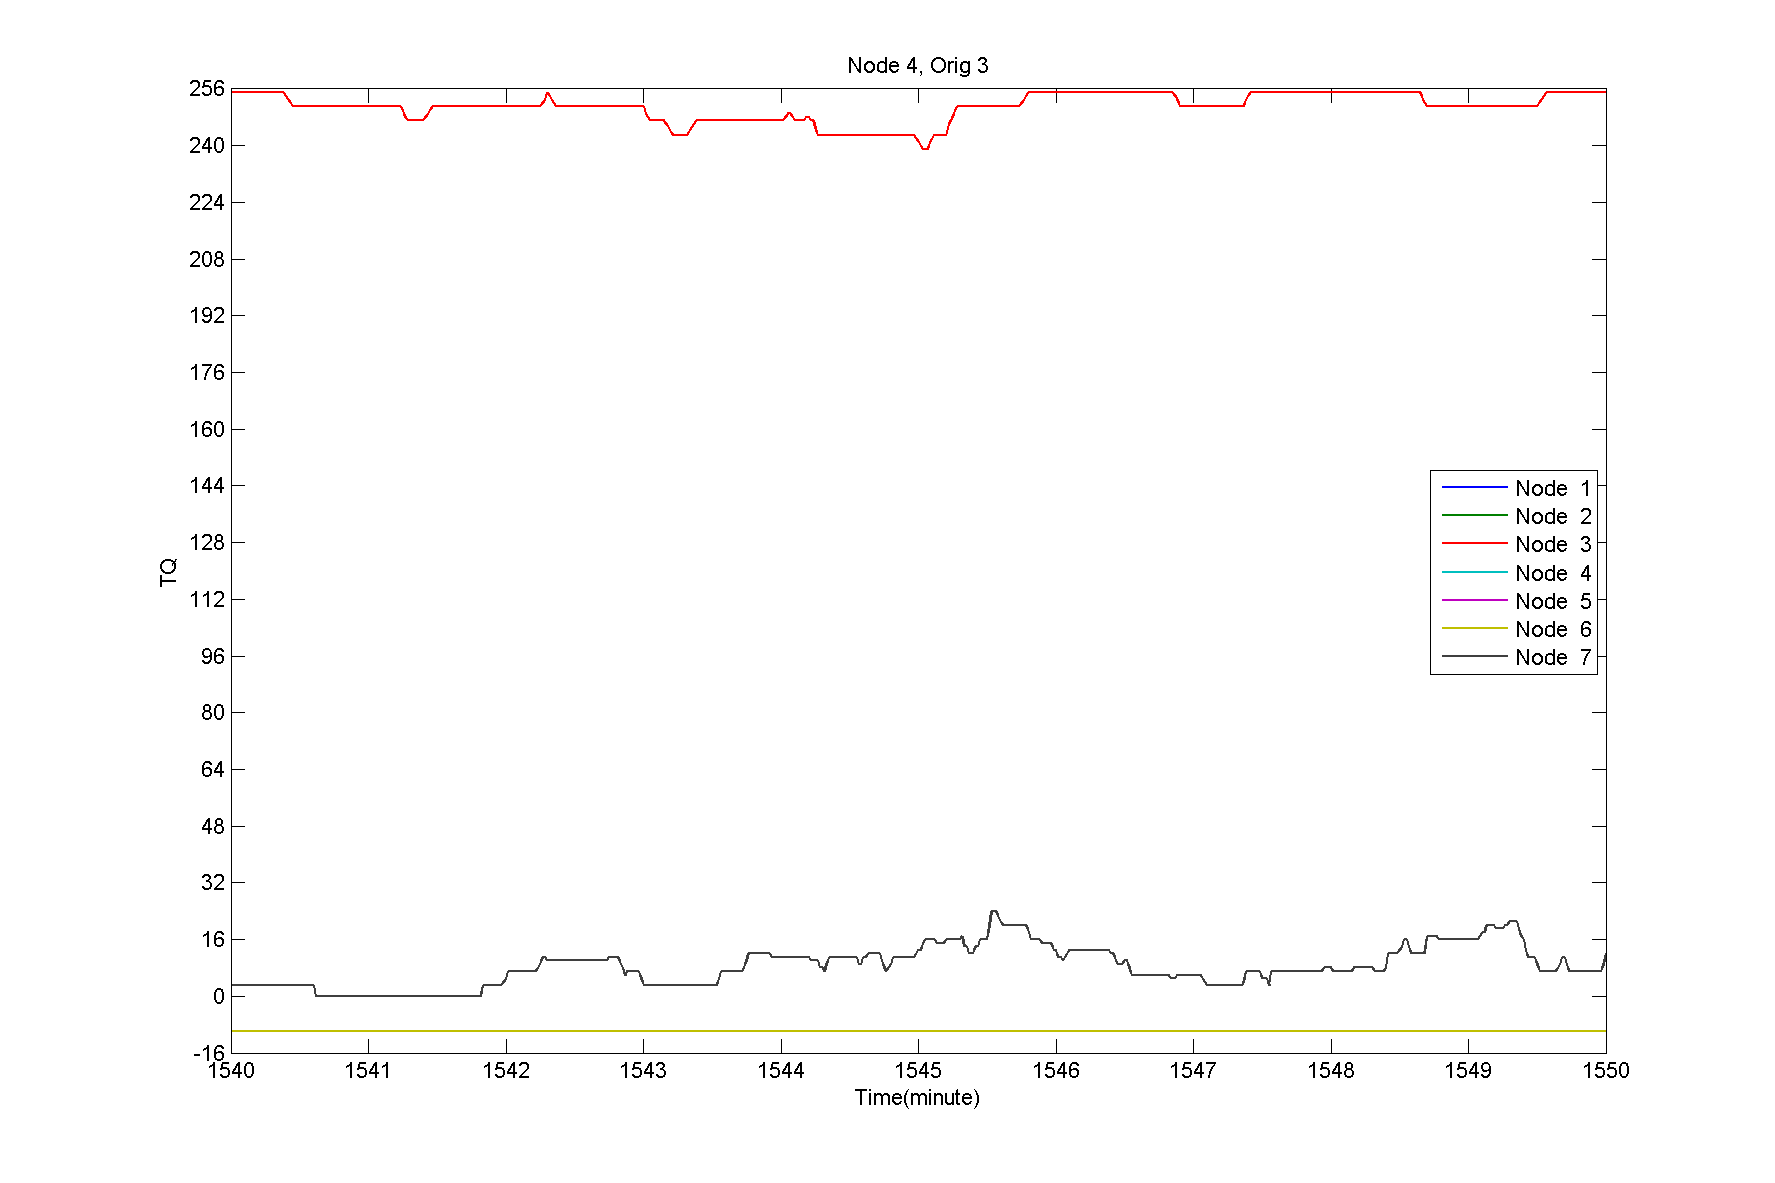 Node 4, Orig 3
256
240
224
208
192
176
160
144
128
112
96
80
64
48
32
16
0
-16
TQ
Node 1
Node 2
Node 3
Node 4
Node 5
Node 6
Node 7
1540 1541 1542 1543 1544 1545 1546 1547 1548 1549 1550
Time(minute)